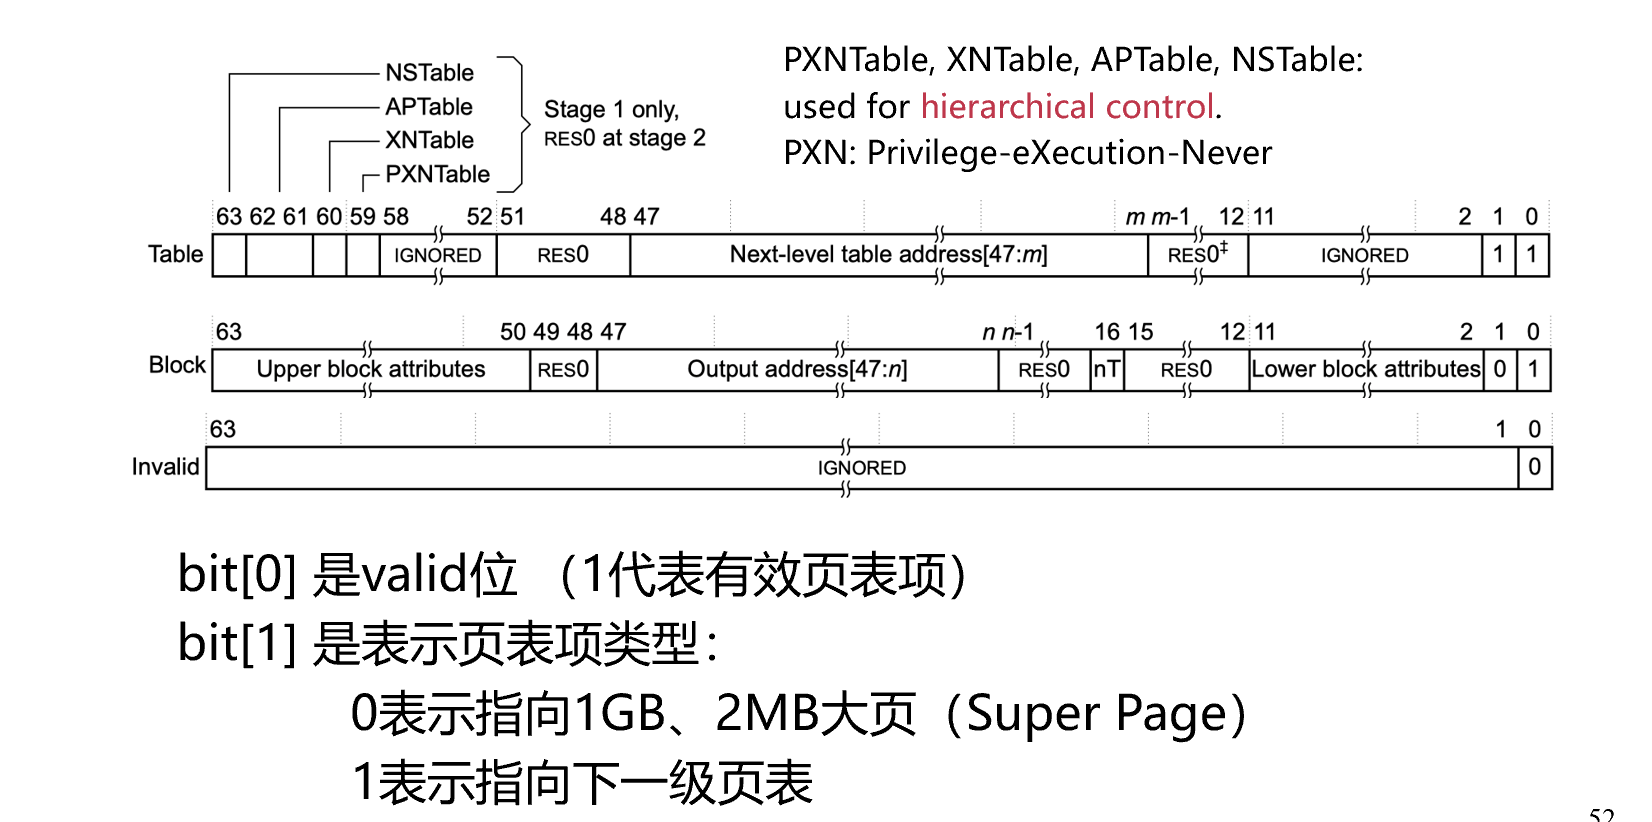 NSTable
APTable
XNTable
PXNTable
Stage 1 only,
RES0 at stage 2
PXNTable, XNTable, APTable, NSTable:
used for hierarchical control.
PXN: Privilege-eXecution-Never
63 62 61 60 59 58 52 51 48 47 m m-1 12 11 2 1 0
Table IGNORED RES0 Next-level table address[47:m] RES0‡ IGNORED 1 1
63 50 49 48 47 n n-1 16 15 12 11 2 1 0
Block Upper block attributes RES0 Output address[47:n] RES0 nT RES0 Lower block attributes 0 1
63 1 0
Invalid IGNORED 0
bit[0] 是valid位 （1代表有效页表项）
bit[1] 是表示页表项类型：
0表示指向1GB、2MB大页（Super Page）
1表示指向下一级页表
52